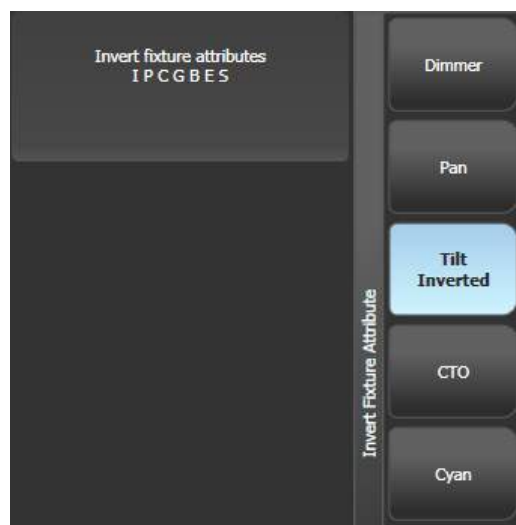 Invert fixture attributes
I P C G B E S
Invert Fixture Attribute
Dimmer
Pan
Tilt
Inverted
CTO
Cyan